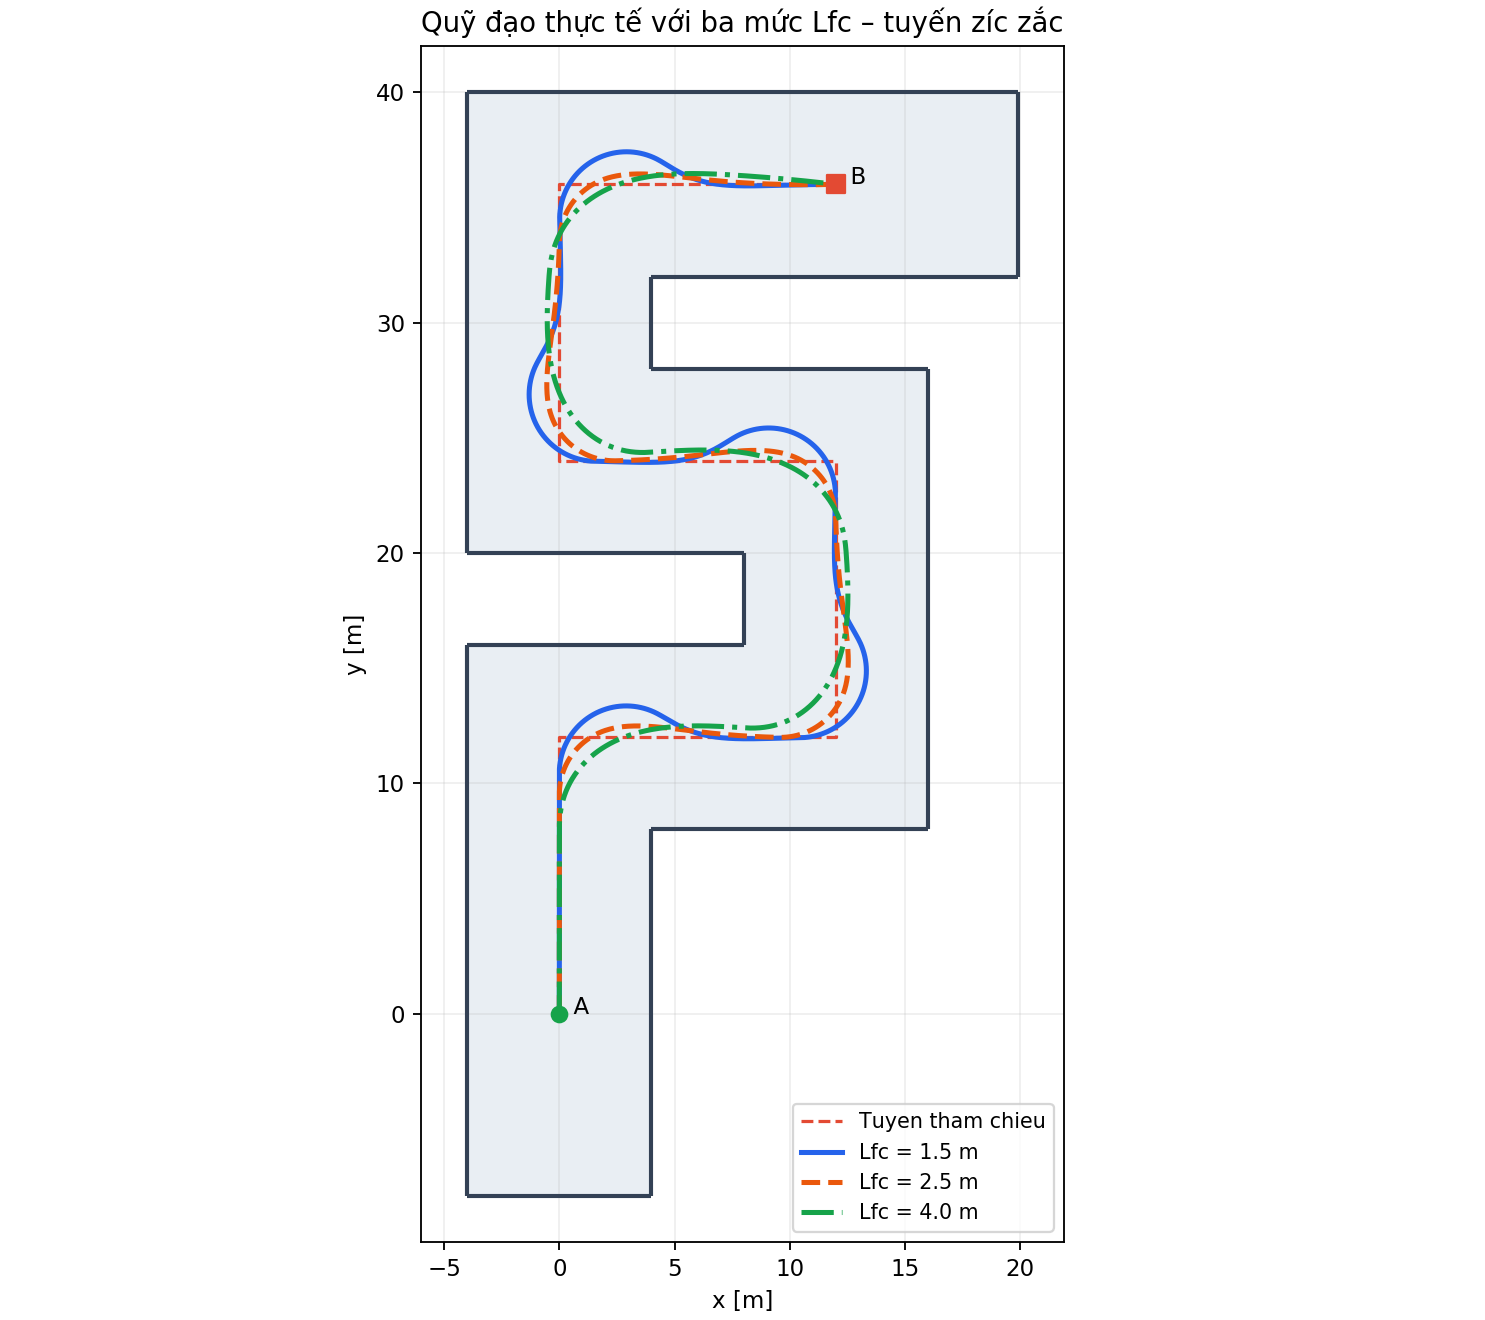 Quỹ đạo thực tế với ba mức Lfc – tuyến zíc zắc
40
30
20
10
0
y [m]
B
A
Tuyen tham chieu
Lfc = 1.5 m
Lfc = 2.5 m
Lfc = 4.0 m
−5
0
5
10
15
20
x [m]